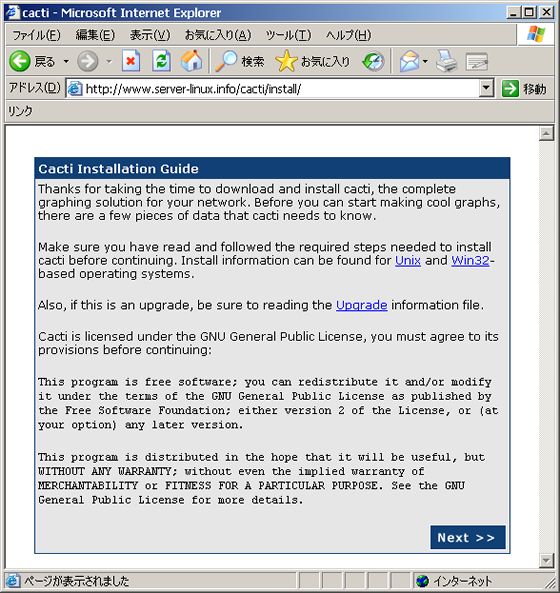 cacti - Microsoft Internet Explorer
ファイル(F) 編集(E) 表示(V) お気に入り(A) ツール(T) ヘルプ(H)
戻る 検索 お気に入り
アドレス(D) http://www.server-linux.info/cacti/install/ 移動
リンク
Cacti Installation Guide
Thanks for taking the time to download and install cacti, the complete
graphing solution for your network. Before you can start making cool graphs,
there are a few pieces of data that cacti needs to know.
Make sure you have read and followed the required steps needed to install
cacti before continuing. Install information can be found for Unix and Win32-
based operating systems.
Also, if this is an upgrade, be sure to reading the Upgrade information file.
Cacti is licensed under the GNU General Public License, you must agree to its
provisions before continuing:
This program is free software; you can redistribute it and/or modify
it under the terms of the GNU General Public License as published by
the Free Software Foundation; either version 2 of the License, or (at
your option) any later version.
This program is distributed in the hope that it will be useful, but
WITHOUT ANY WARRANTY; without even the implied warranty of
MERCHANTABILITY or FITNESS FOR A PARTICULAR PURPOSE. See the GNU
General Public License for more details.
Next >>
ページが表示されました インターネット